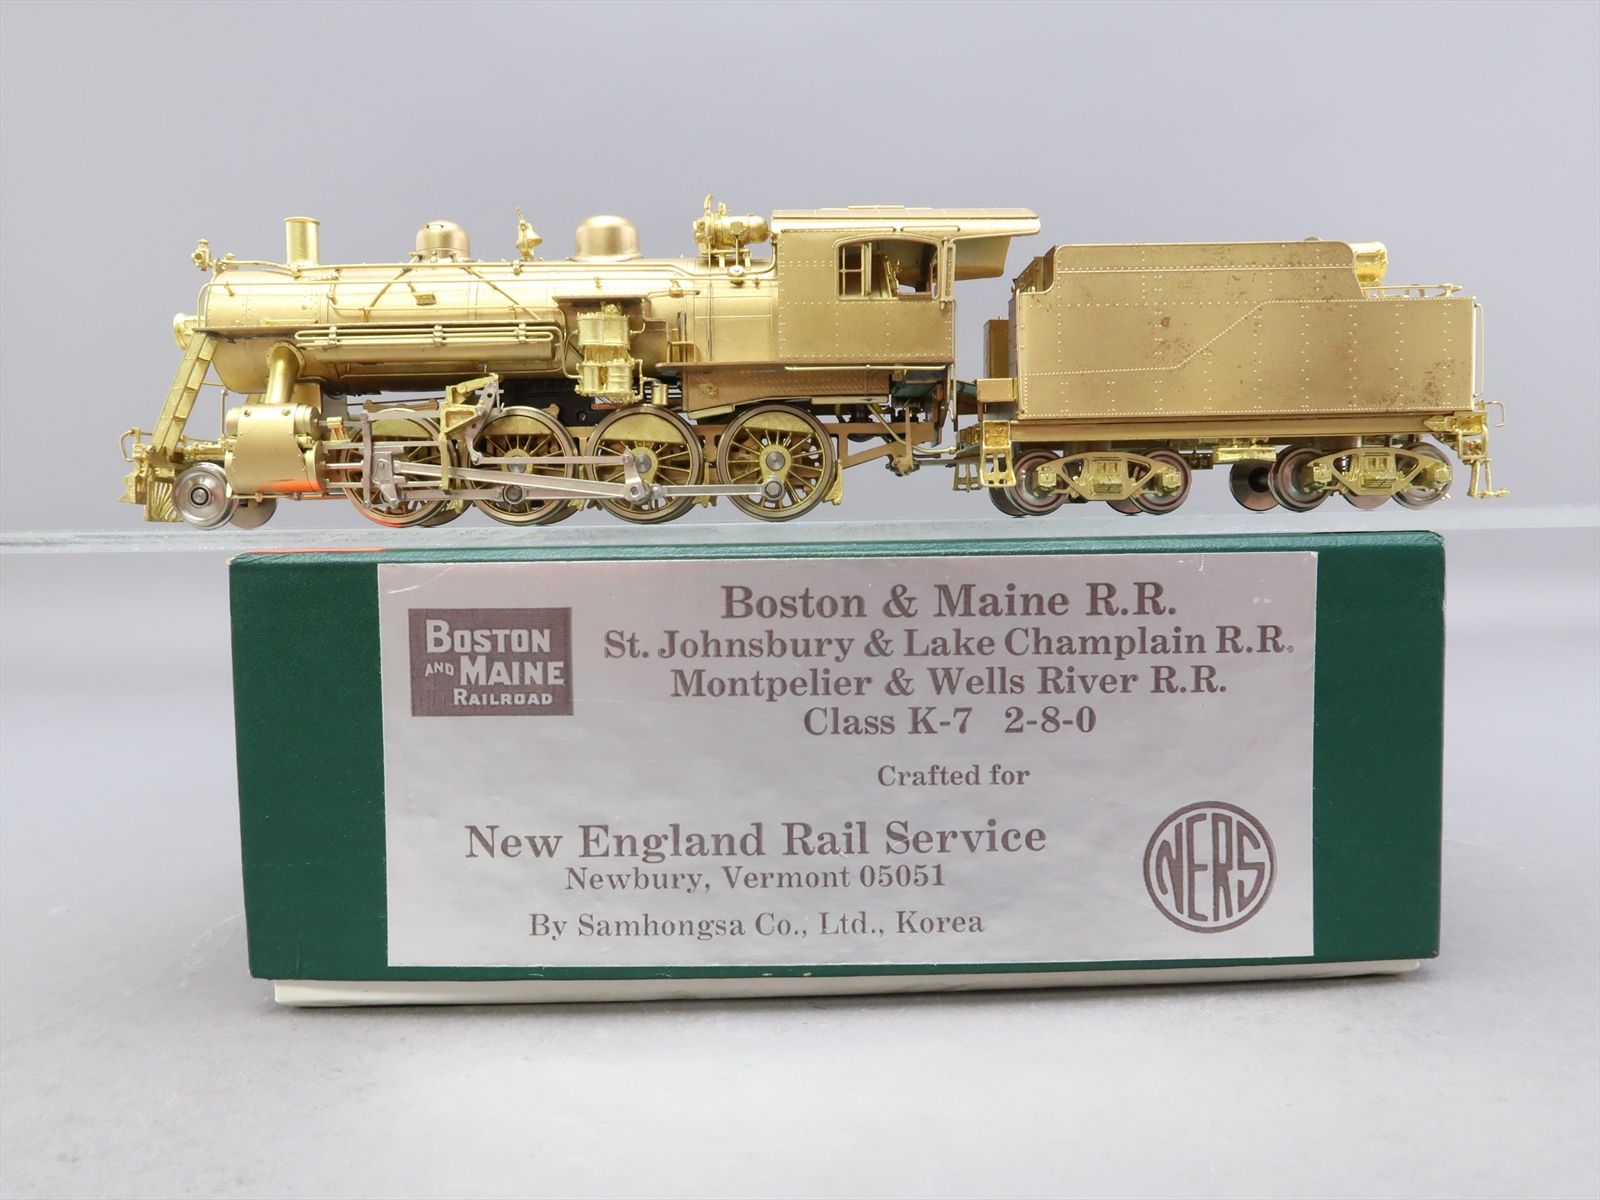 BOSTON
AND MAINE
RAILROAD
Boston & Maine R.R.
St. Johnsbury & Lake Champlain R.R.
Montpelier & Wells River R.R.
Class K-7 2-8-0
Crafted for
New England Rail Service
Newbury, Vermont 05051
By Samhongsa Co., Ltd., Korea
NERS